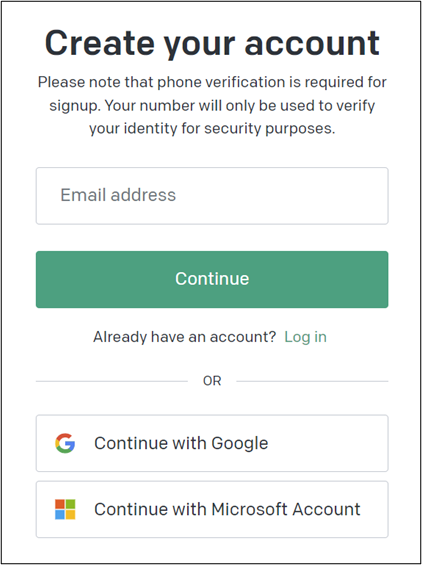 Create your account
Please note that phone verification is required for
signup. Your number will only be used to verify
your identity for security purposes.
Email address
Continue
Already have an account? Log in
OR
Continue with Google
Continue with Microsoft Account